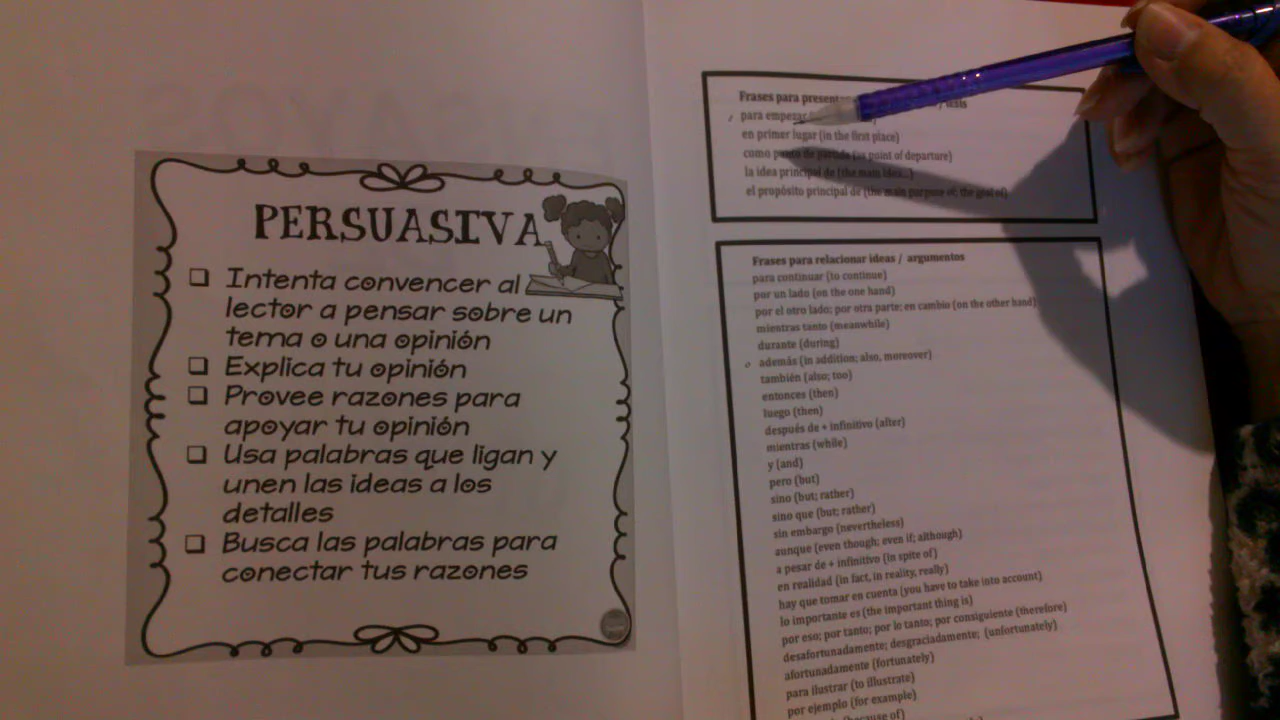 PERSUASIVA
Intenta convencer al
lector a pensar sobre un
tema o una opinión
Explica tu opinión
Provee razones para
apoyar tu opinión
Usa palabras que ligan y
unen las ideas a los
detalles
Busca las palabras para
conectar tus razones
Frases para tesis
para empezar
en primer lugar (in the first place)
como punto de partida (as point of departure)
la idea principal de (the main idea...)
el propósito principal de (the main purpose of; the goal of)
Frases para relacionar ideas / argumentos
para continuar (to continue)
por un lado (on the one hand)
por el otro lado; por otra parte; en cambio (on the other hand)
mientras tanto (meanwhile)
durante (during)
además (in addition; also, moreover)
también (also; too)
entonces (then)
luego (then)
después de + infinitivo (after)
mientras (while)
y (and)
pero (but)
sino (but; rather)
sino que (but; rather)
sin embargo (nevertheless)
aunque (even though; even if; although)
a pesar de + infinitivo (in spite of)
en realidad (in fact, in reality, really)
hay que tomar en cuenta (you have to take into account)
lo importante es (the important thing is)
por eso; por tanto; por lo tanto; por consiguiente (therefore)
desafortunadamente; desgraciadamente; (unfortunately)
afortunadamente (fortunately)
para ilustrar (to illustrate)
por ejemplo (for example)
of)